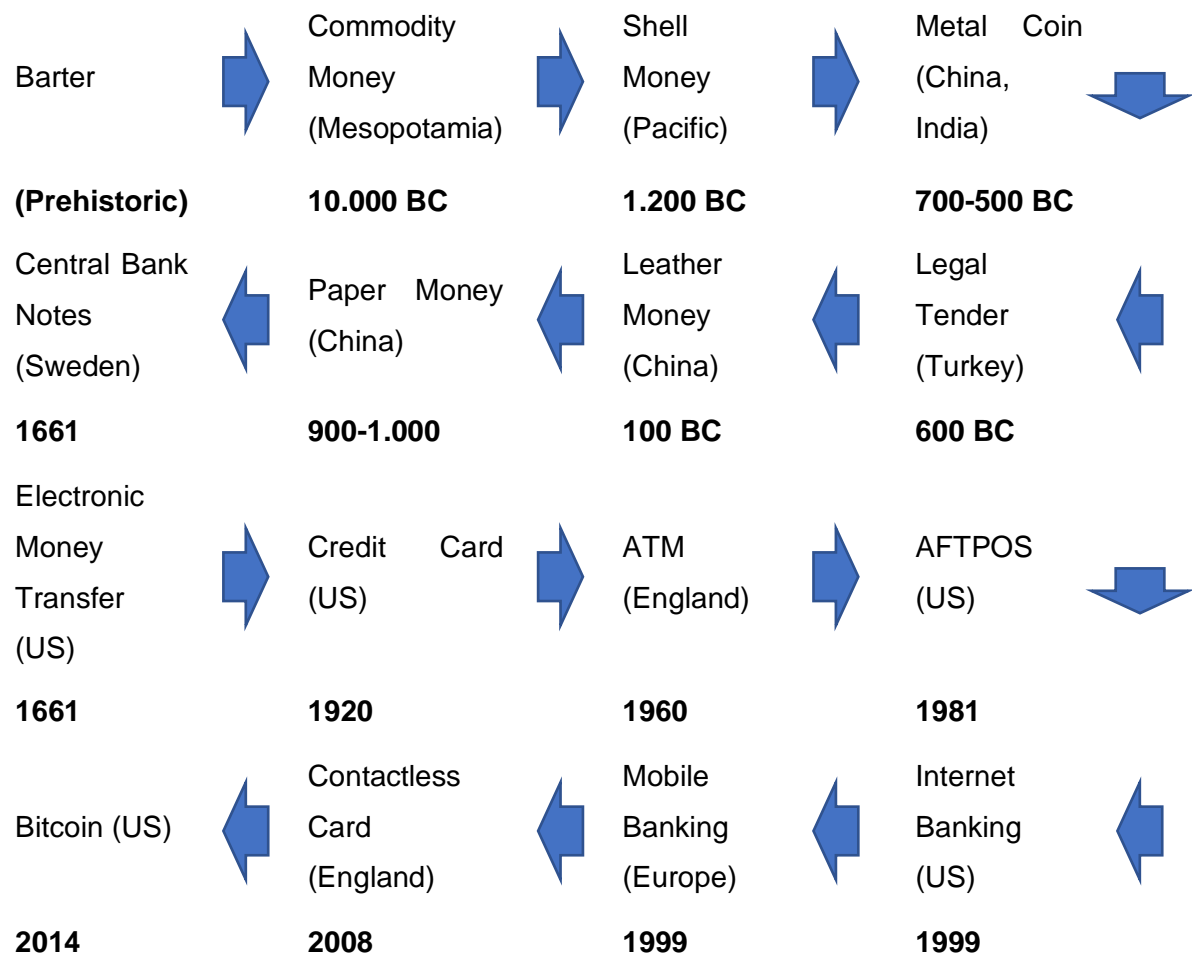 Barter
Commodity
Money
(Mesopotamia)
Shell
Money
(Pacific)
Metal Coin
(China,
India)
(Prehistoric)
10.000 BC
1.200 BC
700-500 BC
Central Bank
Notes
(Sweden)
Paper Money
(China)
Leather
Money
(China)
Legal
Tender
(Turkey)
1661
900-1.000
100 BC
600 BC
Electronic
Money
Transfer
(US)
Credit Card
(US)
ATM
(England)
AFTPOS
(US)
1661
1920
1960
1981
Bitcoin (US)
Contactless
Card
(England)
Mobile
Banking
(Europe)
Internet
Banking
(US)
2014
2008
1999
1999